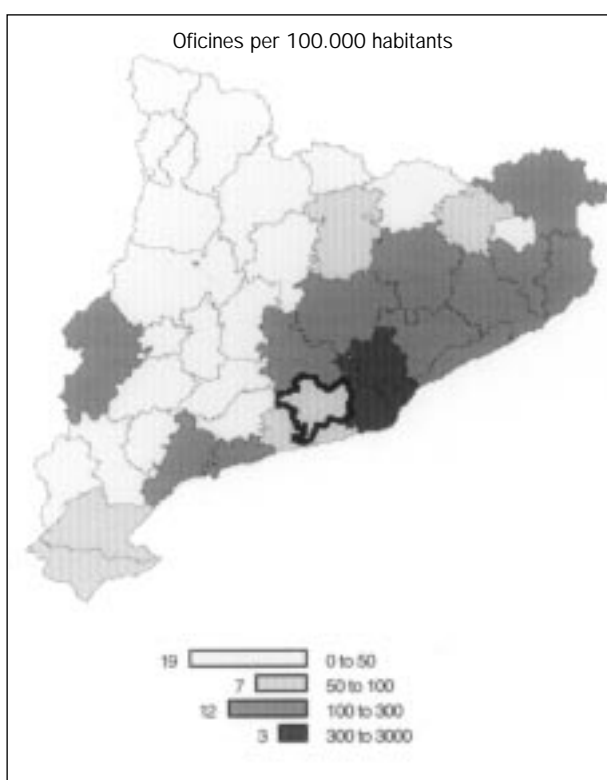 Oficines per 100.000 habitants
19 0 to 50
7 50 to 100
12 100 to 300
3 300 to 3000